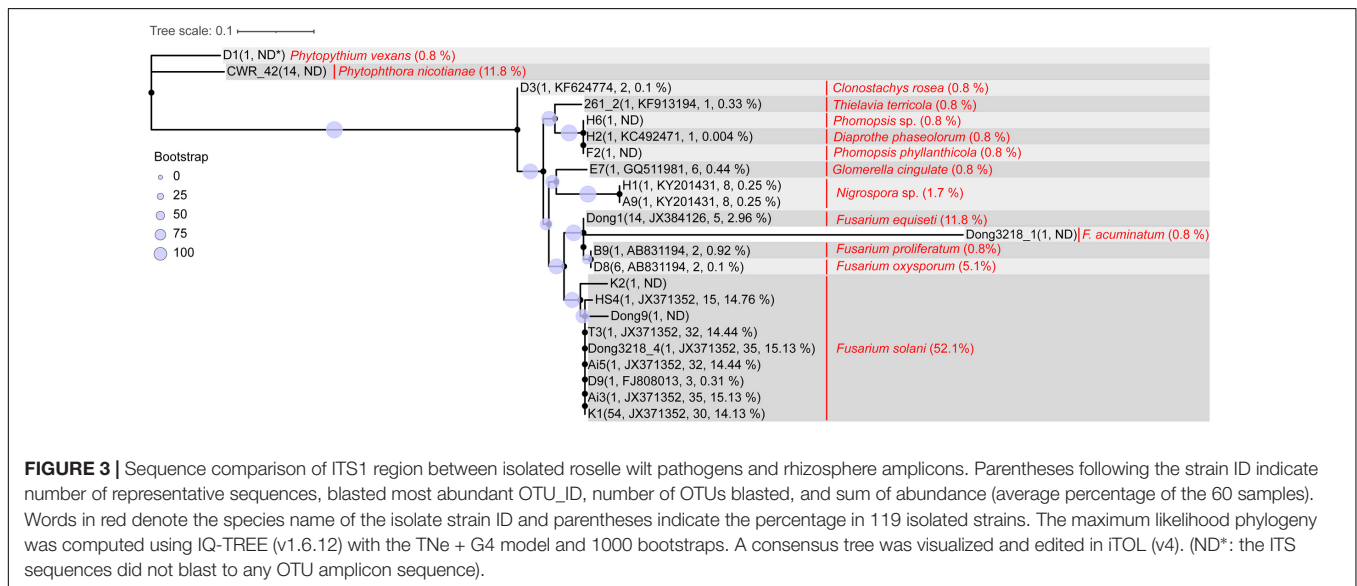 Tree scale: 0.1
D1(1, ND*) Phytopythium vexans (0.8 %)
CWR_42(14, ND) Phytophthora nicotianae (11.8 %)
D3(1, KF624774, 2, 0.1 %) Clonostachys rosea (0.8 %)
261_2(1, KF913194, 1, 0.33 %) Thielavia terricola (0.8 %)
H6(1, ND) Phomopsis sp. (0.8 %)
Bootstrap
H2(1, KC492471, 1, 0.004 %) Diaprothe phaseolorum (0.8 %)
0
F2(1, ND) Phomopsis phyllanthicola (0.8 %)
25
E7(1, GQ511981, 6, 0.44 %) Glomerella cingulate (0.8 %)
50
H1(1, KY201431, 8, 0.25 %)
Nigrospora sp. (1.7 %)
75
A9(1, KY201431, 8, 0.25 %)
100
Dong1(14, JX384126, 5, 2.96 %) Fusarium equiseti (11.8 %)
Dong3218_1(1, ND) F. acuminatum (0.8 %)
B9(1, AB831194, 2, 0.92 %) Fusarium proliferatum (0.8%)
D8(6, AB831194, 2, 0.1 %) Fusarium oxysporum (5.1%)
K2(1, ND)
HS4(1, JX371352, 15, 14.76 %)
Dong9(1, ND)
T3(1, JX371352, 32, 14.44 %)
Dong3218_4(1, JX371352, 35, 15.13 %) Fusarium solani (52.1%)
Ai5(1, JX371352, 32, 14.44 %)
D9(1, FJ808013, 3, 0.31 %)
Ai3(1, JX371352, 35, 15.13 %)
K1(54, JX371352, 30, 14.13 %)
FIGURE 3 | Sequence comparison of ITS1 region between isolated roselle wilt pathogens and rhizosphere amplicons. Parentheses following the strain ID indicate
number of representative sequences, blasted most abundant OTU_ID, number of OTUs blasted, and sum of abundance (average percentage of the 60 samples).
Words in red denote the species name of the isolate strain ID and parentheses indicate the percentage in 119 isolated strains. The maximum likelihood phylogeny
was computed using IQ-TREE (v1.6.12) with the TNe + G4 model and 1000 bootstraps. A consensus tree was visualized and edited in iTOL (v4). (ND*: the ITS
sequences did not blast to any OTU amplicon sequence).